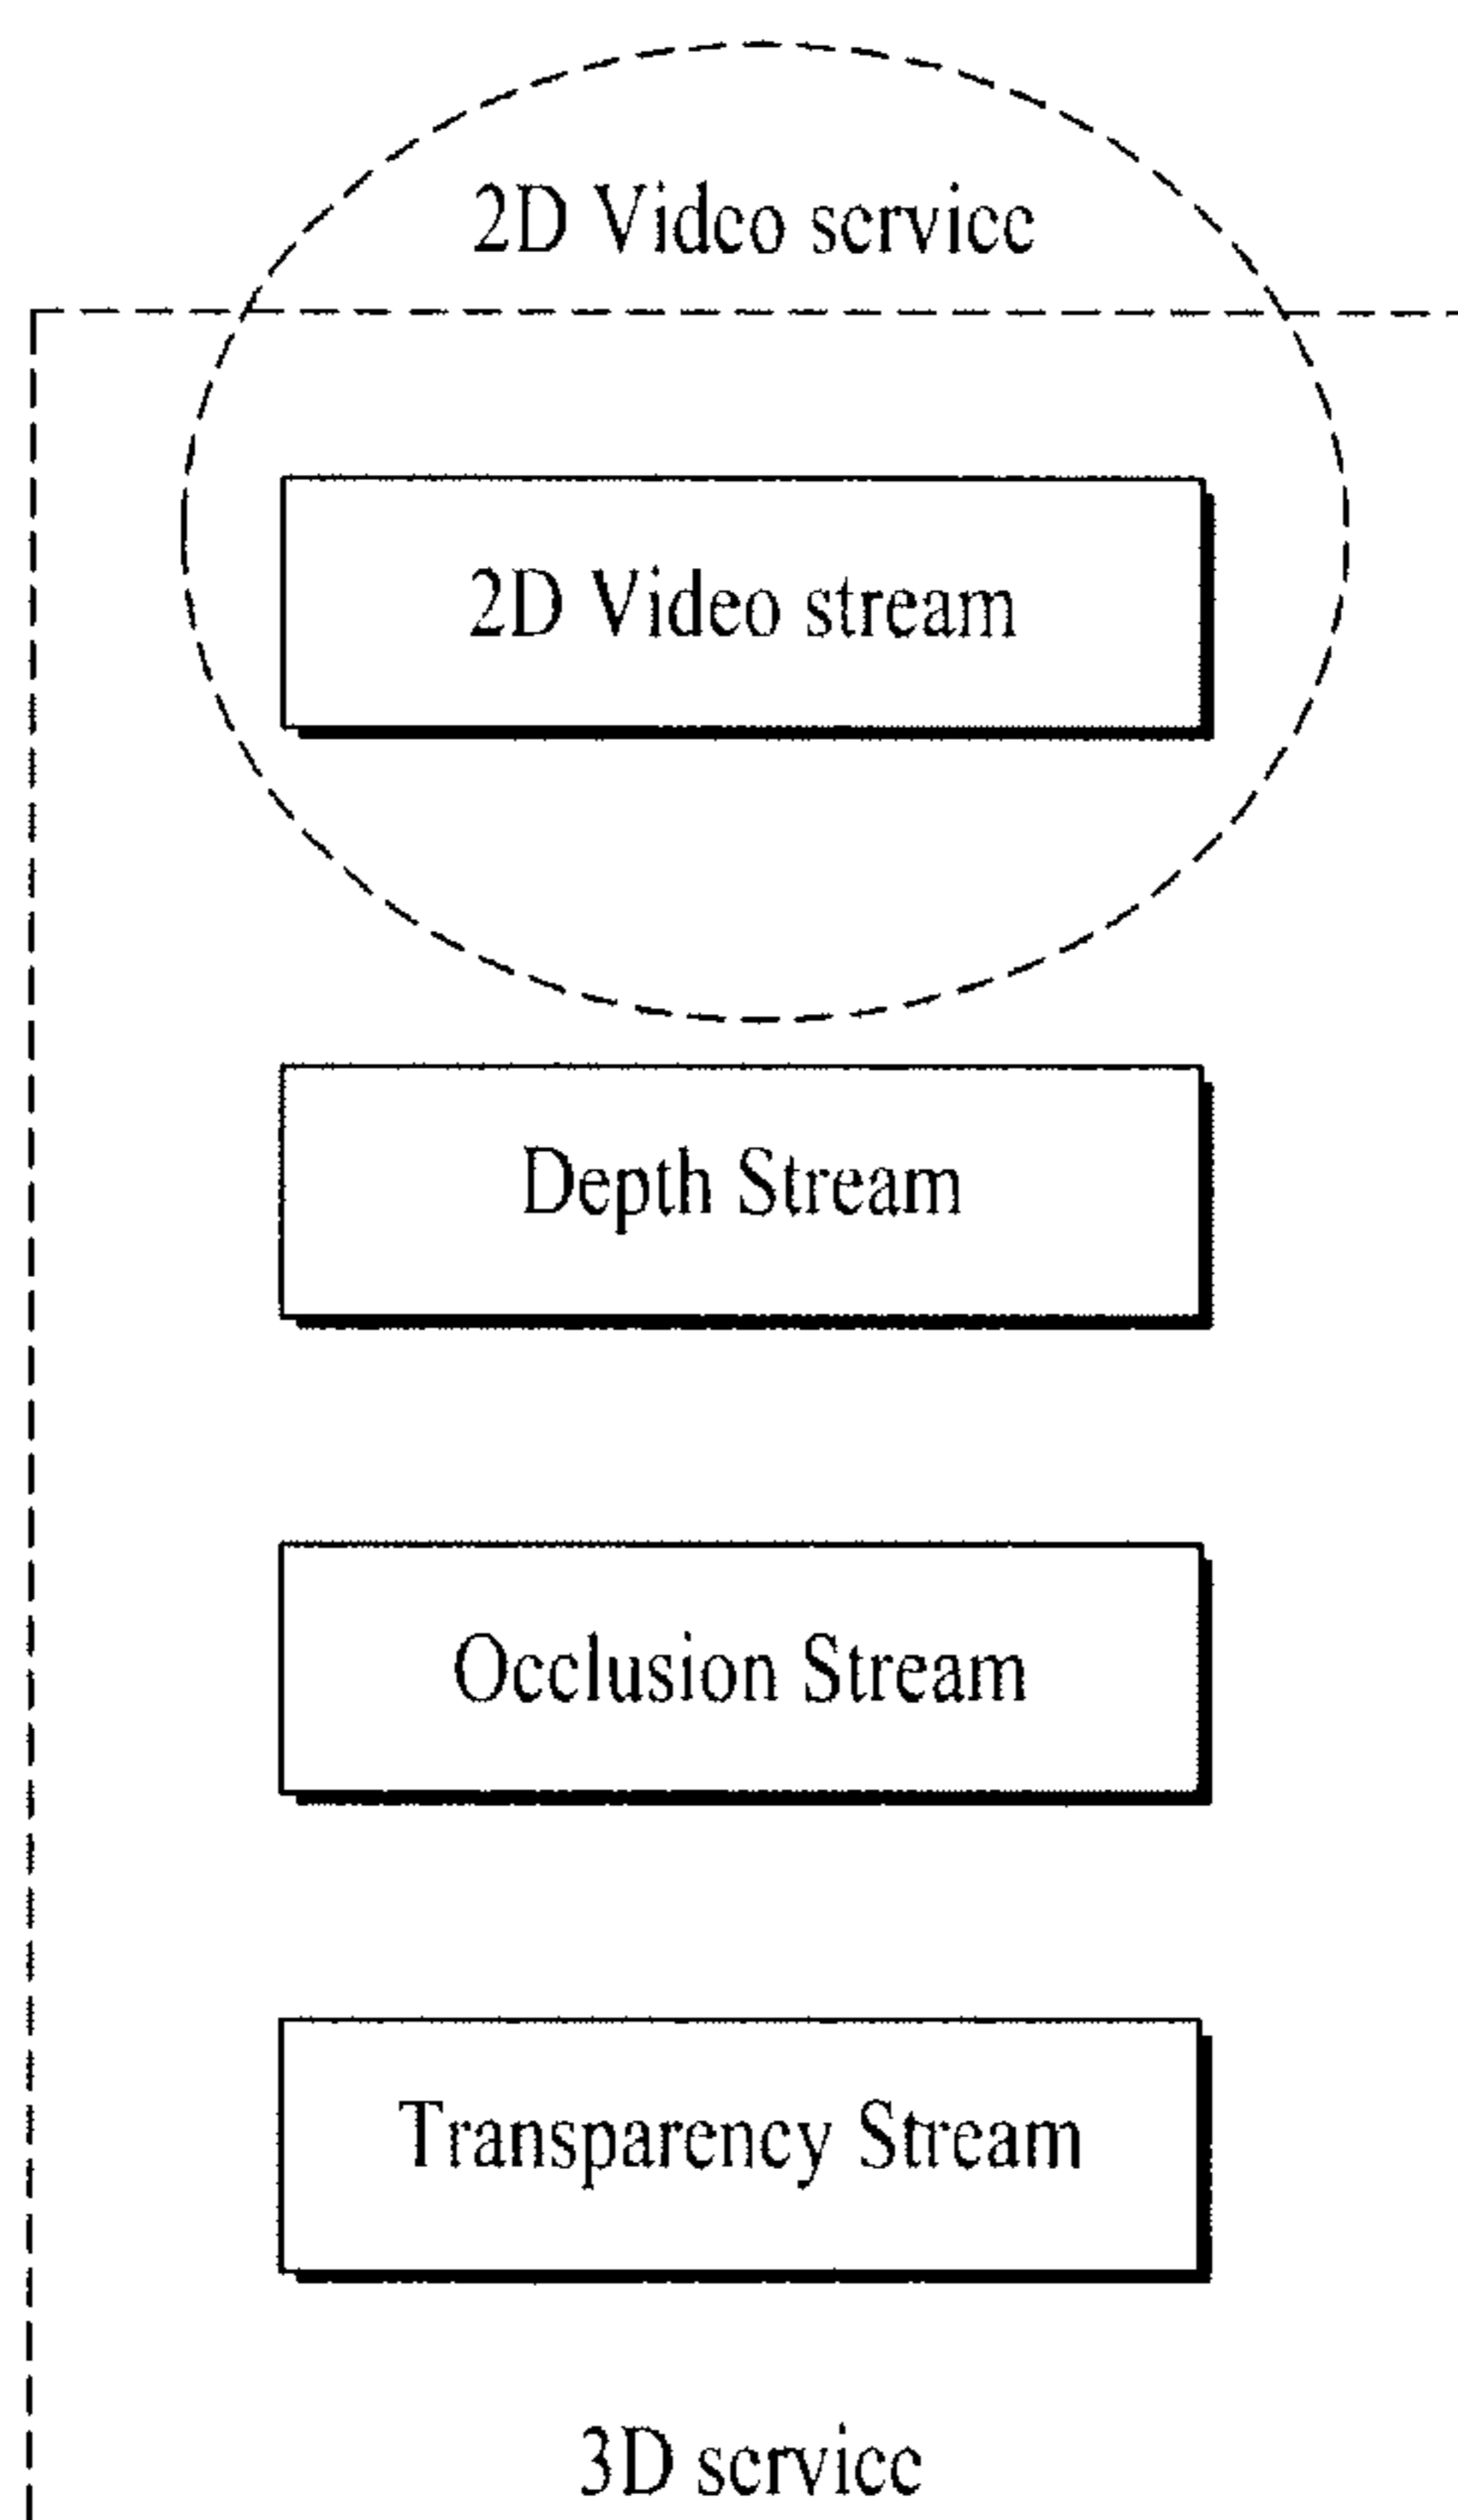 2D Video service
2D Video stream
Depth Stream
Occlusion Stream
Transparency Stream
3D service